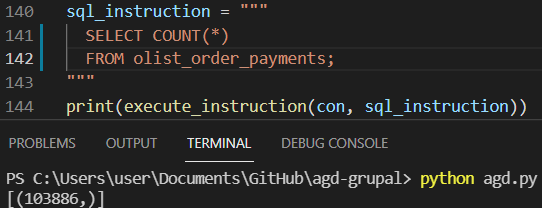 140 sql_instruction = """
141 SELECT COUNT(*)
142 FROM olist_order_payments;
143 """
144 print(execute_instruction(con, sql_instruction))
PROBLEMS OUTPUT TERMINAL DEBUG CONSOLE
PS C:\Users\user\Documents\GitHub\agd-grupal> python agd.py
[(103886,)]